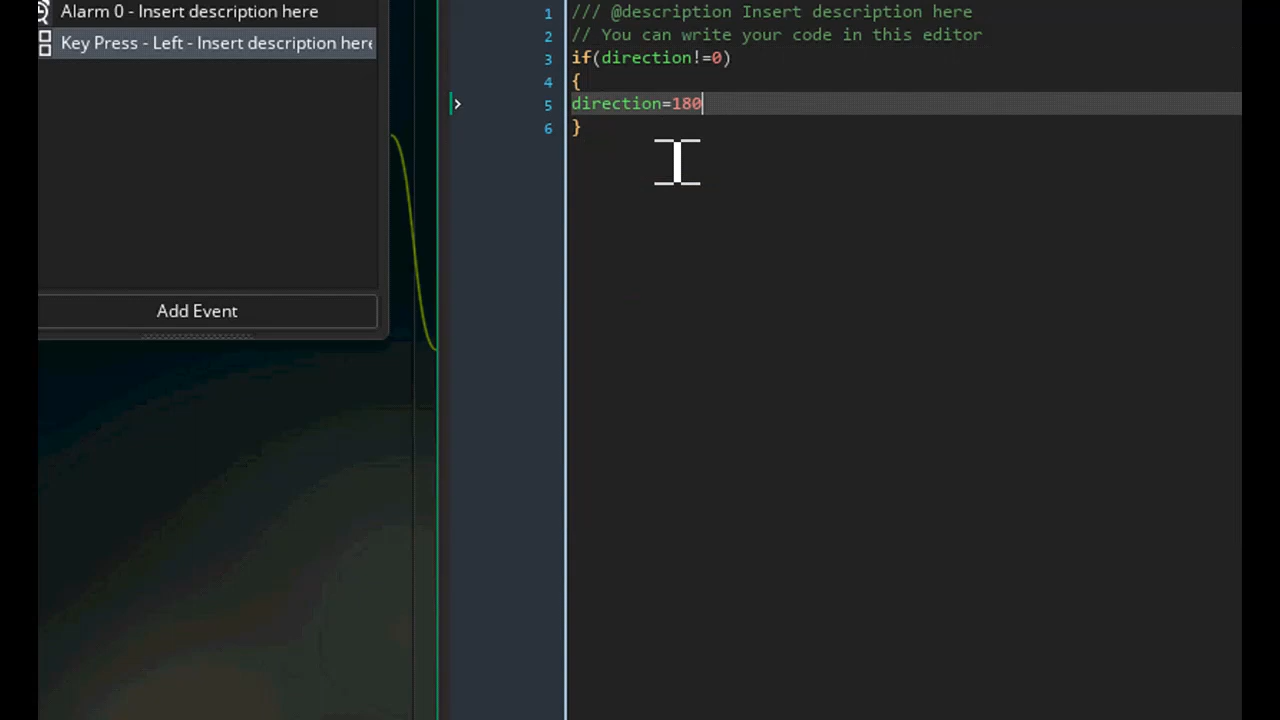 Alarm 0 - Insert description here
Key Press - Left - Insert description here
Add Event
1 /// @description Insert description here
2 // You can write your code in this editor
3 if(direction!=0)
4 {
5 direction=180
6 }